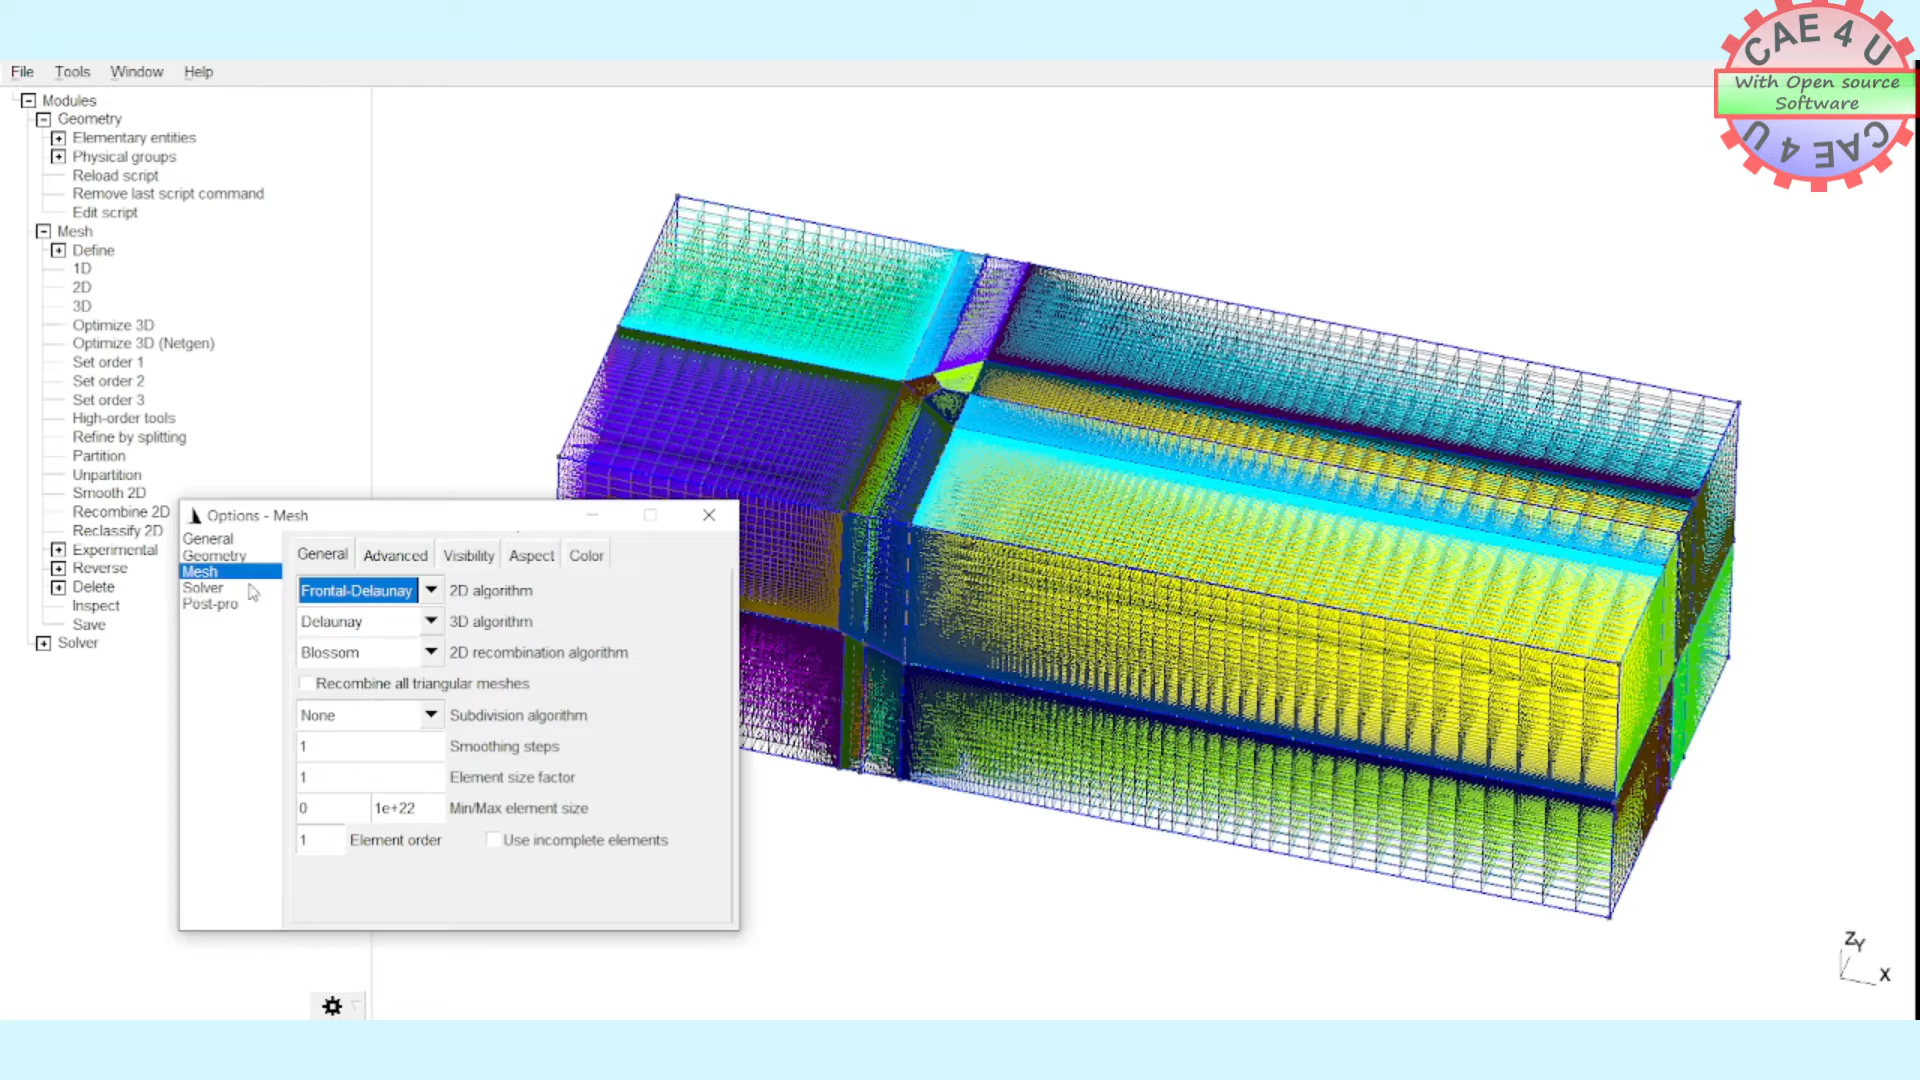 CAE 4 U
With Open source
Software
CAE 4 U
File Tools Window Help
Modules
Geometry
Elementary entities
Physical groups
Reload script
Remove last script command
Edit script
Mesh
Define
1D
2D
3D
Optimize 3D
Optimize 3D (Netgen)
Set order 1
Set order 2
Set order 3
High-order tools
Refine by splitting
Partition
Unpartition
Smooth 2D
Recombine 2D
Reclassify 2D
Experimental
Reverse
Delete
Inspect
Save
Solver
Options - Mesh
General
Geometry
Mesh
Solver
Post-pro
General Advanced Visibility Aspect Color
Frontal-Delaunay 2D algorithm
Delaunay 3D algorithm
Blossom 2D recombination algorithm
Recombine all triangular meshes
None Subdivision algorithm
1 Smoothing steps
1 Element size factor
0 1e+22 Min/Max element size
1 Element order Use incomplete elements
Z
Y
X